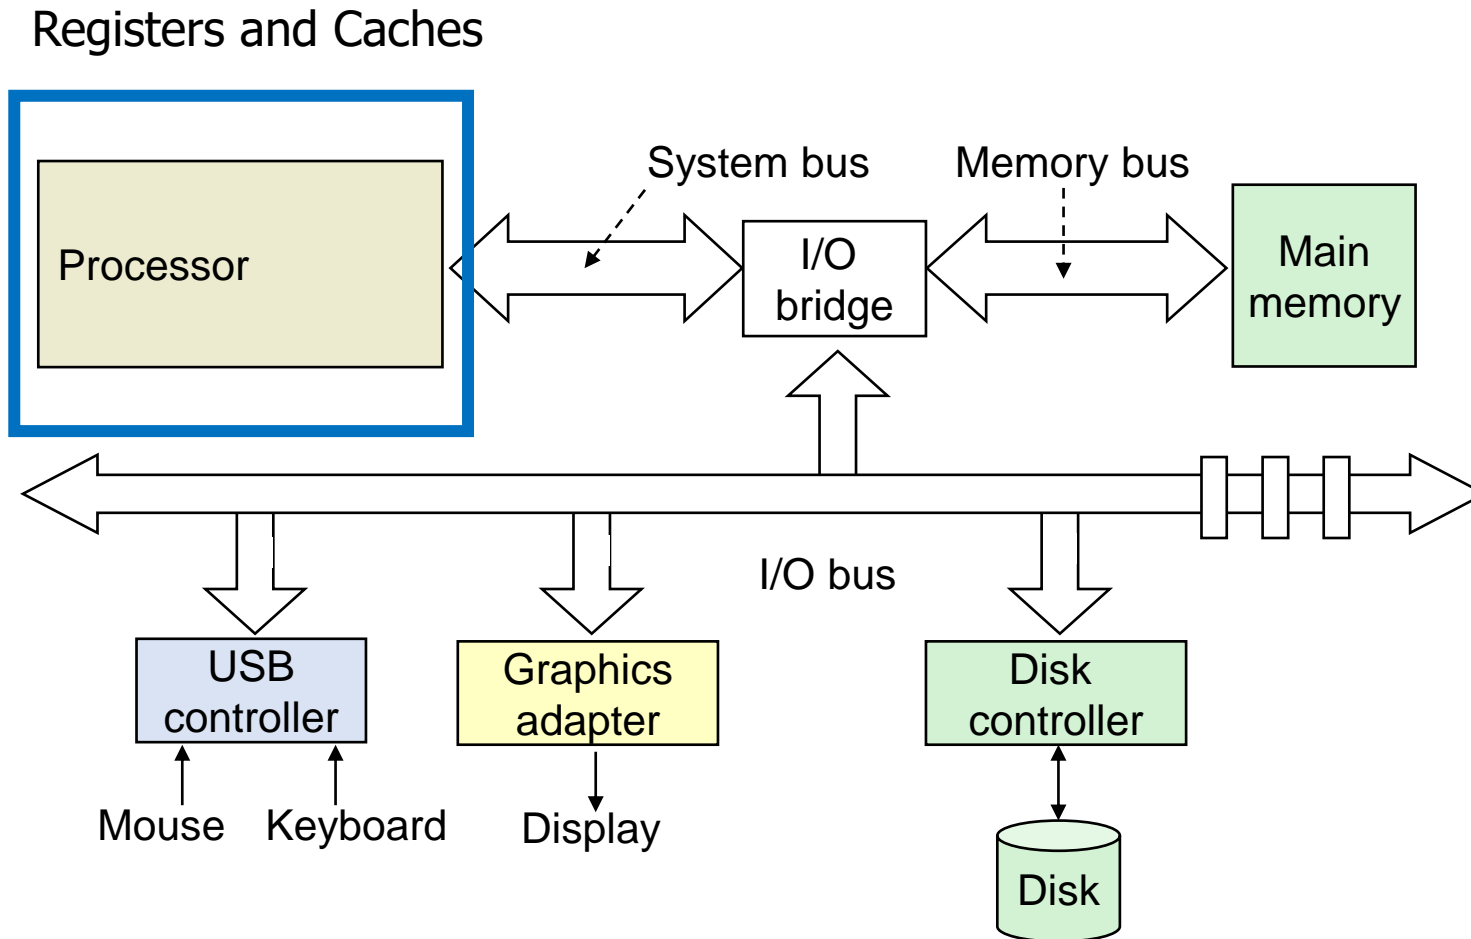 Registers and Caches
System bus
Memory bus
Processor
I/O
bridge
Main
memory
I/O bus
USB
controller
Graphics
adapter
Disk
controller
Mouse
Keyboard
Display
Disk